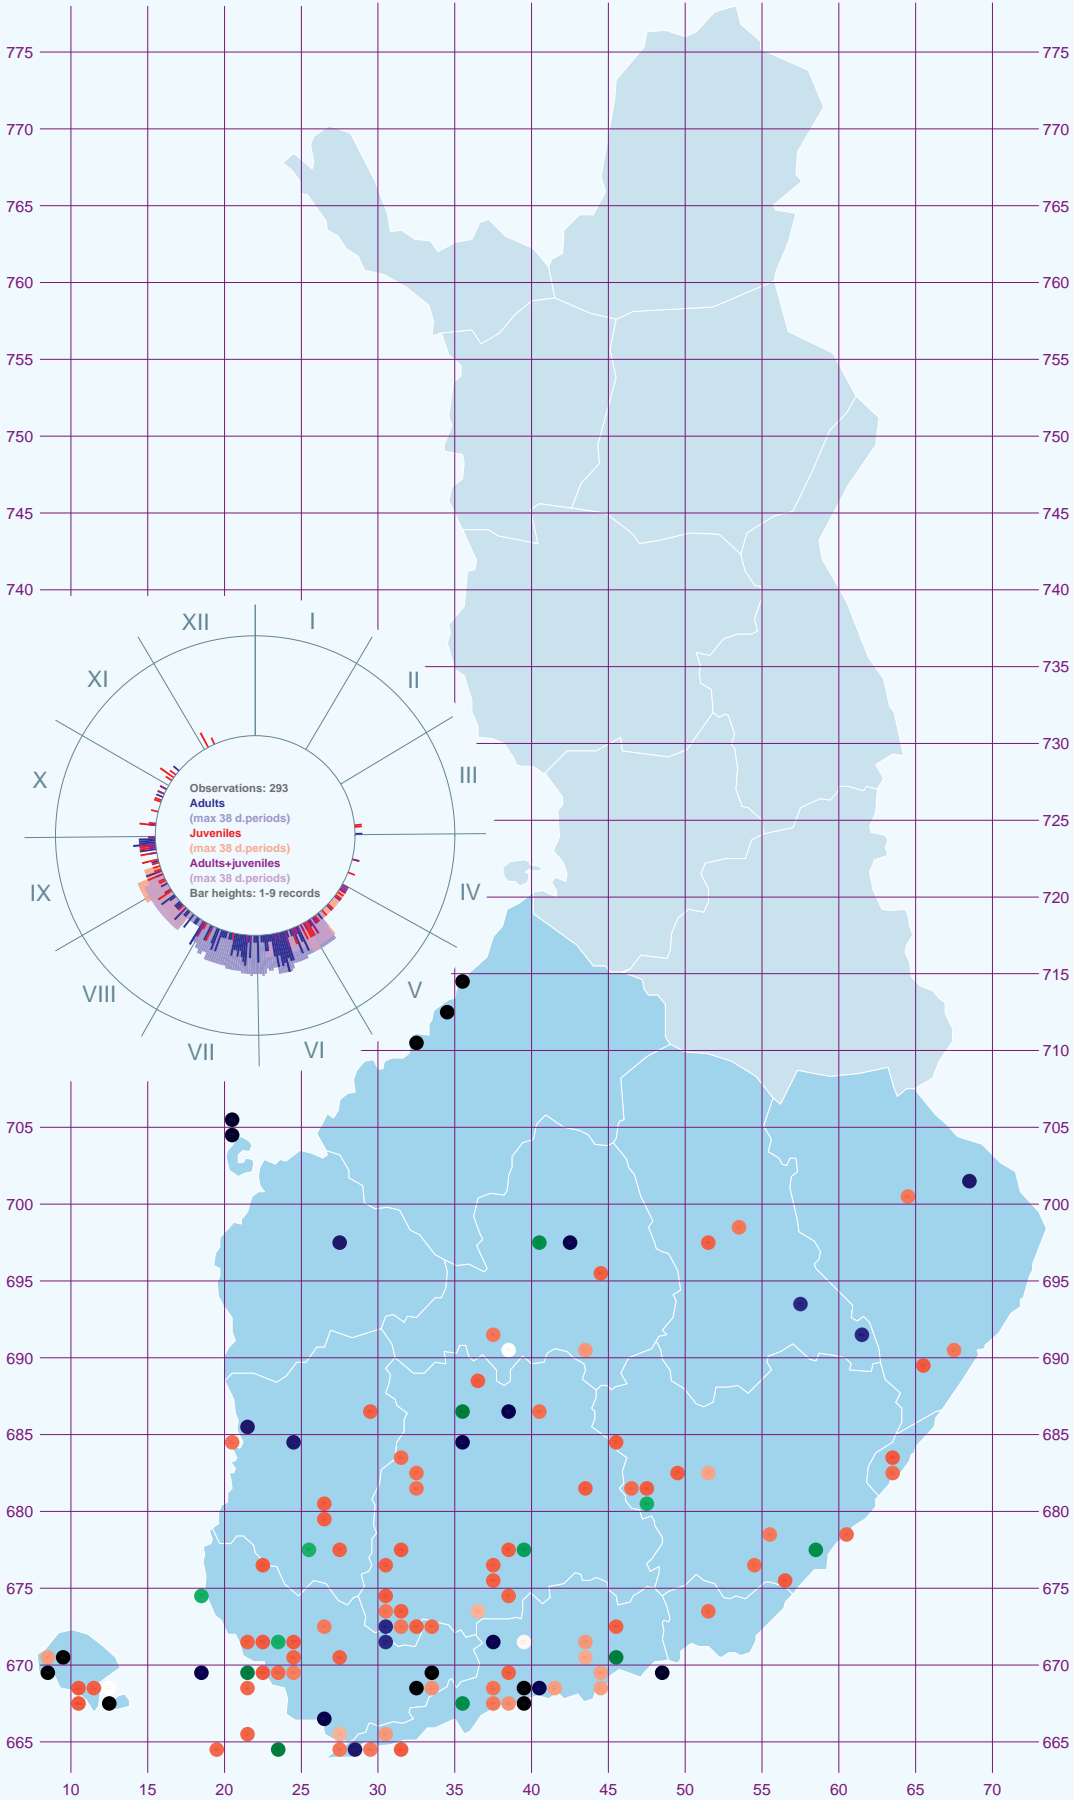 775 775
770 770
765 765
760 760
755 755
750 750
745 745
740 740
XII I
735
XI II
730
X III
Observations: 293
Adults
(max 38 d.periods)
725
Juveniles
(max 38 d.periods)
Adults+juveniles
(max 38 d.periods)
Bar heights: 1-9 records
IX IV
720
715
VIII V
VII VI
710
705 705
700 700
695 695
690 690
685 685
680 680
675 675
670 670
665 665
10 15 20 25 30 35 40 45 50 55 60 65 70